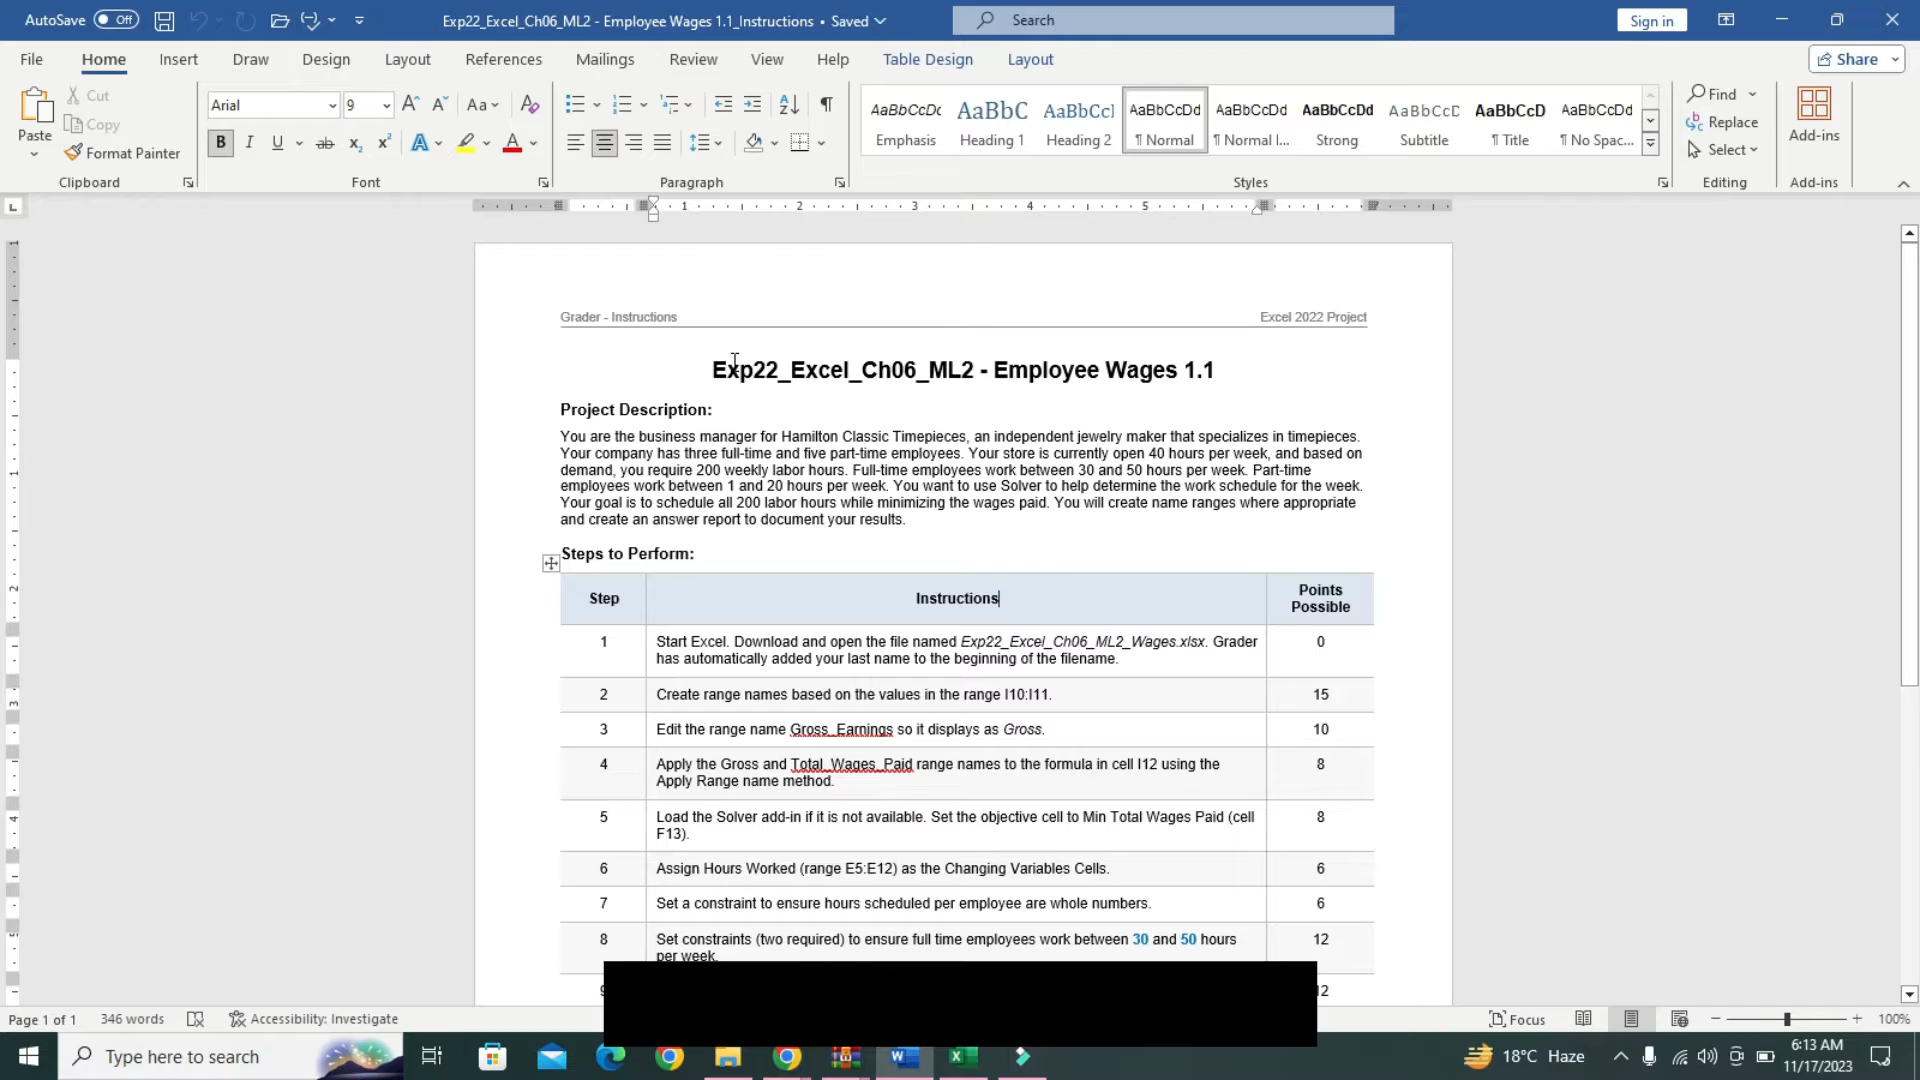 AutoSave Off Exp22_Excel_Ch06_ML2 - Employee Wages 1.1_Instructions • Saved Search Sign in
File Home Insert Draw Design Layout References Mailings Review View Help Table Design Layout Share
Paste Cut Copy Format Painter
Clipboard
Arial 9 Aa
B I U ab x₂ x² A A
Font
Paragraph
AaBbCcDc Emphasis
AaBbC Heading 1
AaBbCcI Heading 2
AaBbCcDd ¶ Normal
AaBbCcDd ¶ Normal I...
AaBbCcDd Strong
AaBbCcD Subtitle
AaBbCcD ¶ Title
AaBbCcDd ¶ No Spac...
Styles
Find
Replace
Select
Editing
Add-ins
Add-ins
1 2 3 4 5
Grader - Instructions Excel 2022 Project
Exp22_Excel_Ch06_ML2 - Employee Wages 1.1
Project Description:
You are the business manager for Hamilton Classic Timepieces, an independent jewelry maker that specializes in timepieces.
Your company has three full-time and five part-time employees. Your store is currently open 40 hours per week, and based on
demand, you require 200 weekly labor hours. Full-time employees work between 30 and 50 hours per week. Part-time
employees work between 1 and 20 hours per week. You want to use Solver to help determine the work schedule for the week.
Your goal is to schedule all 200 labor hours while minimizing the wages paid. You will create name ranges where appropriate
and create an answer report to document your results.
Steps to Perform:
Step Instructions Points Possible
1 Start Excel. Download and open the file named Exp22_Excel_Ch06_ML2_Wages.xlsx. Grader 0
has automatically added your last name to the beginning of the filename.
2 Create range names based on the values in the range I10:I11. 15
3 Edit the range name Gross_Earnings so it displays as Gross. 10
4 Apply the Gross and Total_Wages_Paid range names to the formula in cell I12 using the 8
Apply Range name method.
5 Load the Solver add-in if it is not available. Set the objective cell to Min Total Wages Paid (cell 8
F13).
6 Assign Hours Worked (range E5:E12) as the Changing Variables Cells. 6
7 Set a constraint to ensure hours scheduled per employee are whole numbers. 6
8 Set constraints (two required) to ensure full time employees work between 30 and 50 hours 12
per week.
12
Page 1 of 1 346 words Accessibility: Investigate Focus 100%
Type here to search 18°C Haze 6:13 AM
11/17/2023